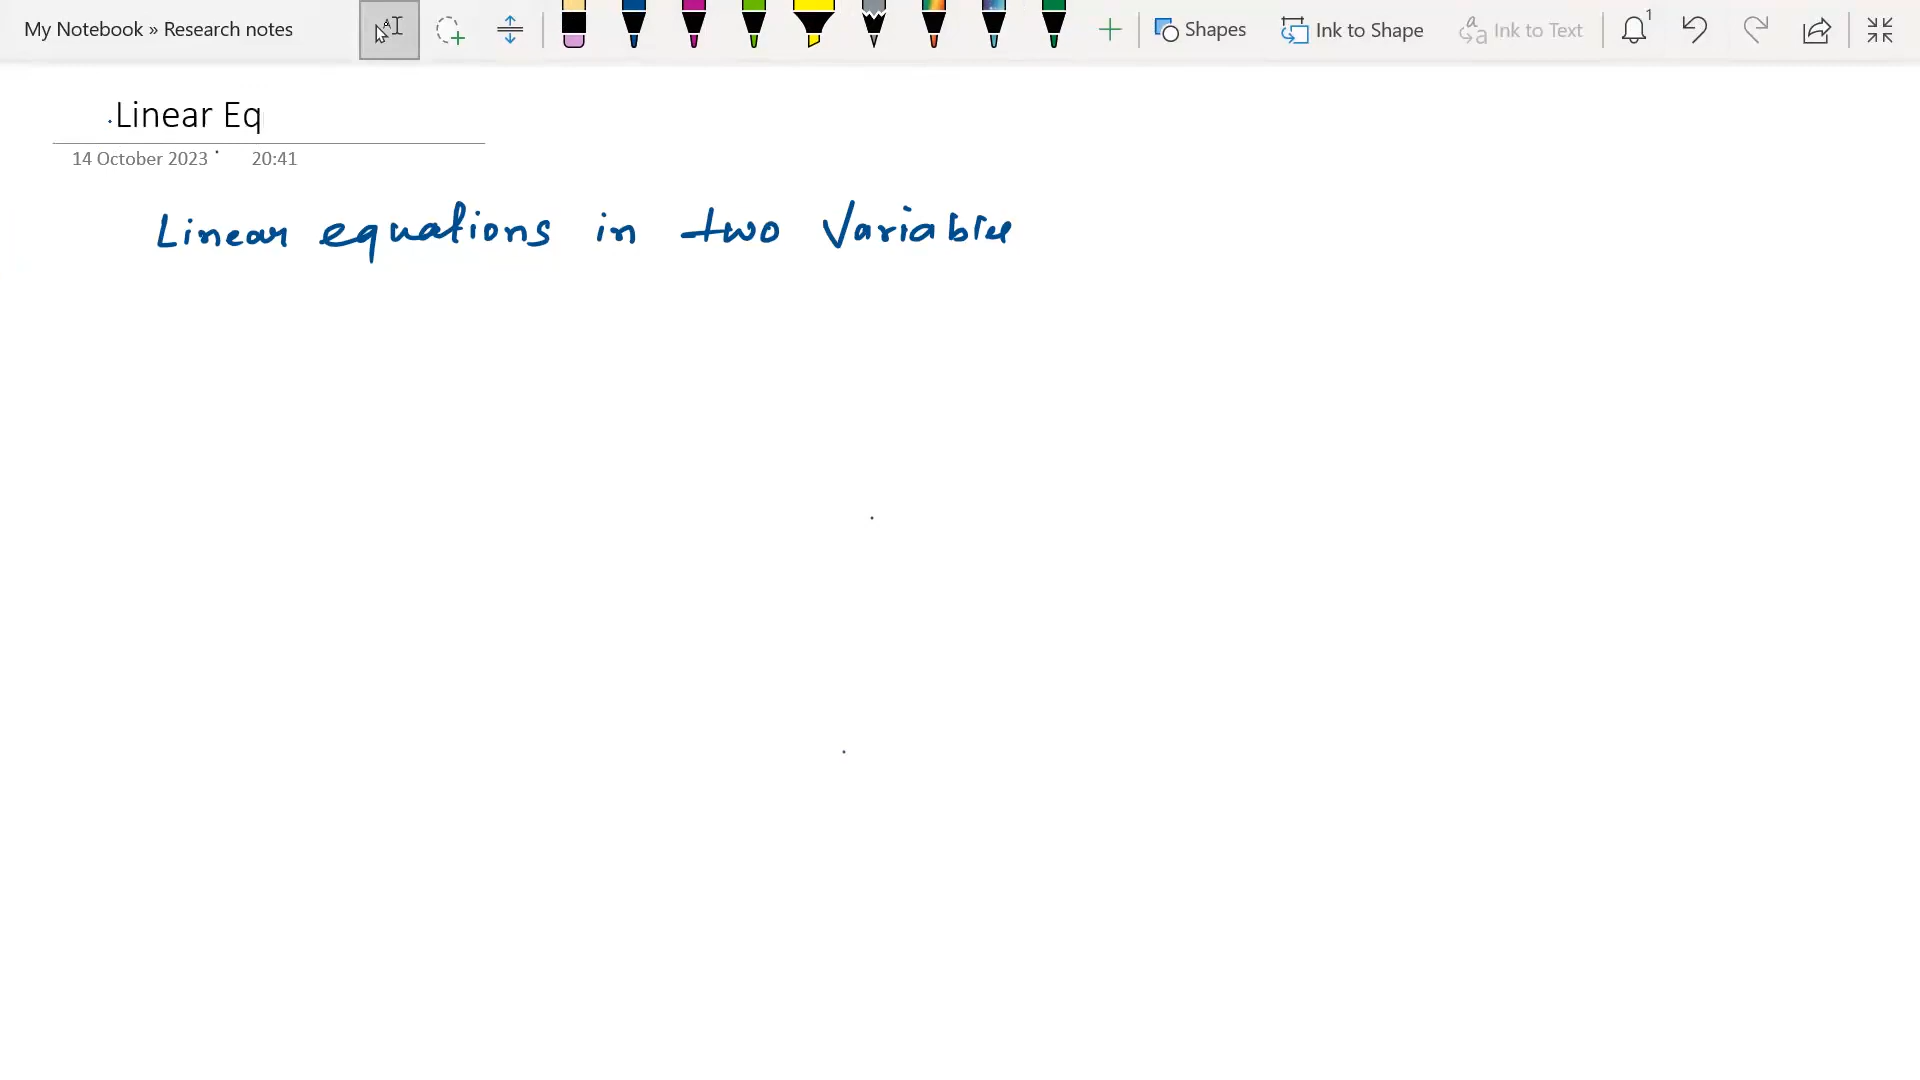 My Notebook » Research notes Shapes Ink to Shape Ink to Text 1
Linear Eq
14 October 2023 20:41
Linear equations in two Variables